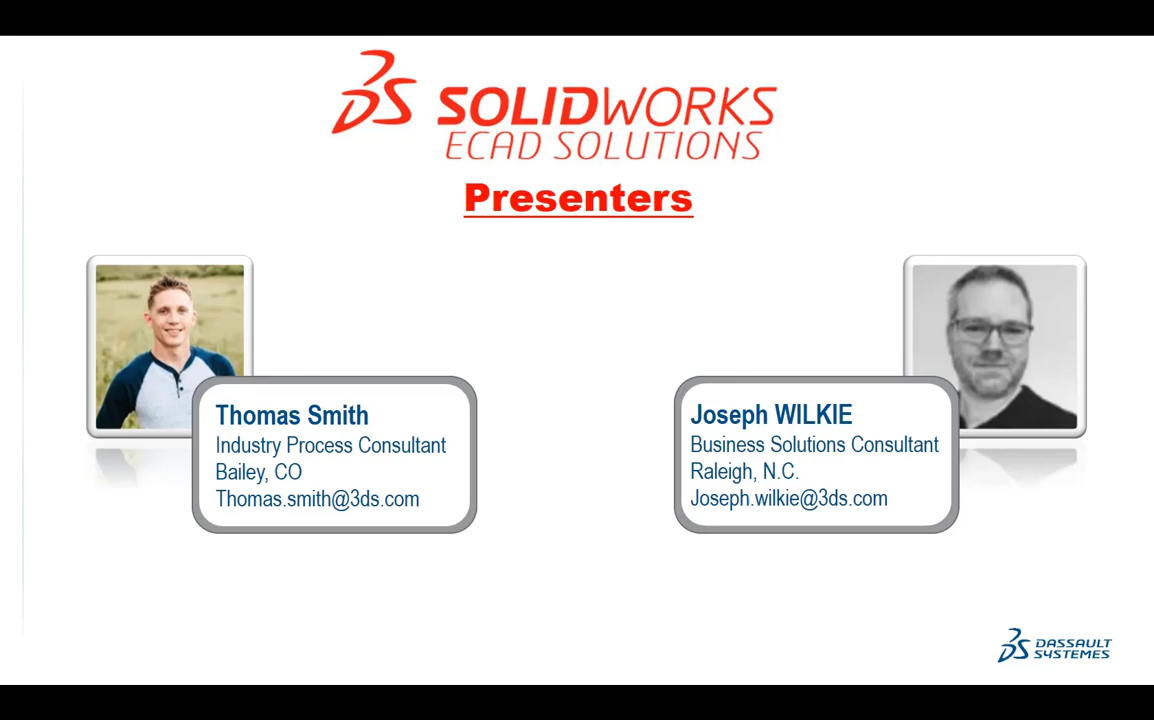 SOLIDWORKS
ECAD SOLUTIONS
Presenters
Thomas Smith
Industry Process Consultant
Bailey, CO
Thomas.smith@3ds.com
Joseph WILKIE
Business Solutions Consultant
Raleigh, N.C.
Joseph.wilkie@3ds.com
DASSAULT
SYSTEMES